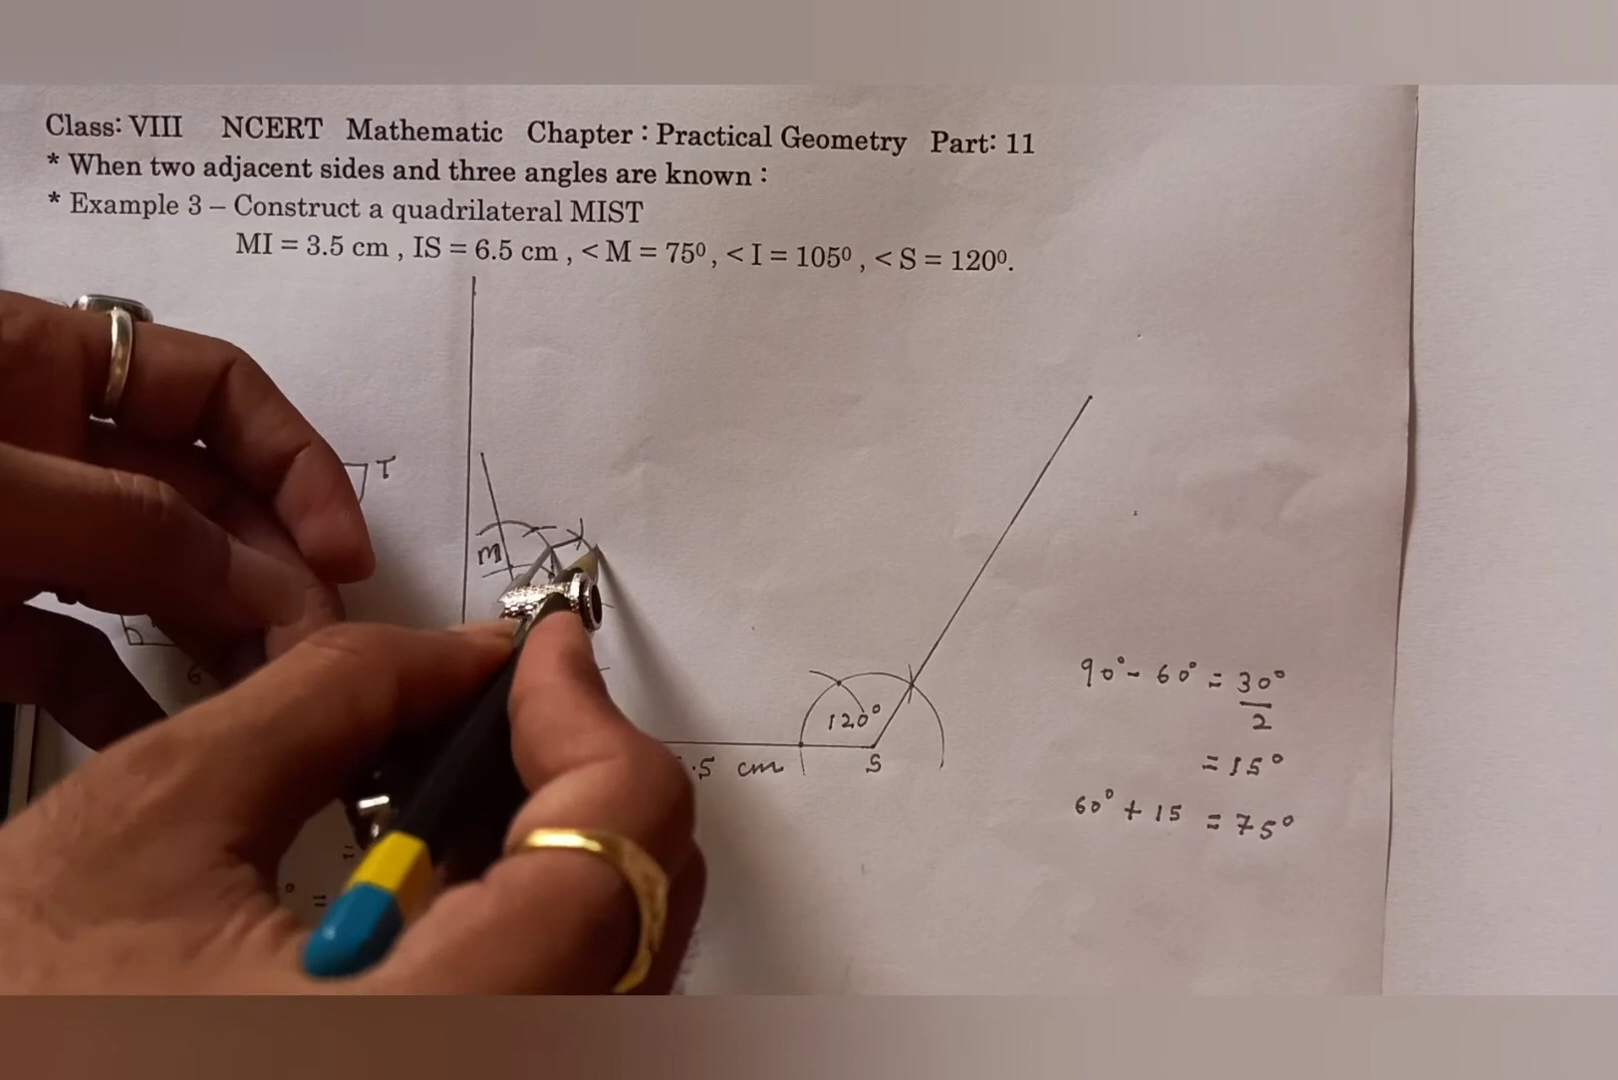 Class: VIII NCERT Mathematic Chapter : Practical Geometry Part: 11
* When two adjacent sides and three angles are known :
* Example 3 – Construct a quadrilateral MIST
MI = 3.5 cm , IS = 6.5 cm , < M = 75⁰ , < I = 105⁰ , < S = 120⁰.
T
M
6
120°
.5 cm
S
90° - 60° = 30°
2
= 15°
60° + 15 = 75°